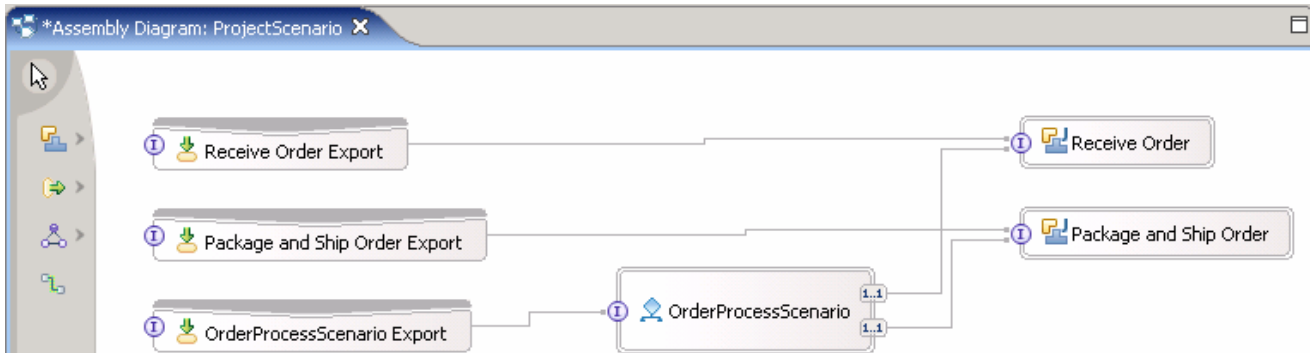 *Assembly Diagram: ProjectScenario
I Receive Order Export
I Receive Order
I Package and Ship Order Export
I Package and Ship Order
1..1
I OrderProcessScenario
I OrderProcessScenario Export
1..1